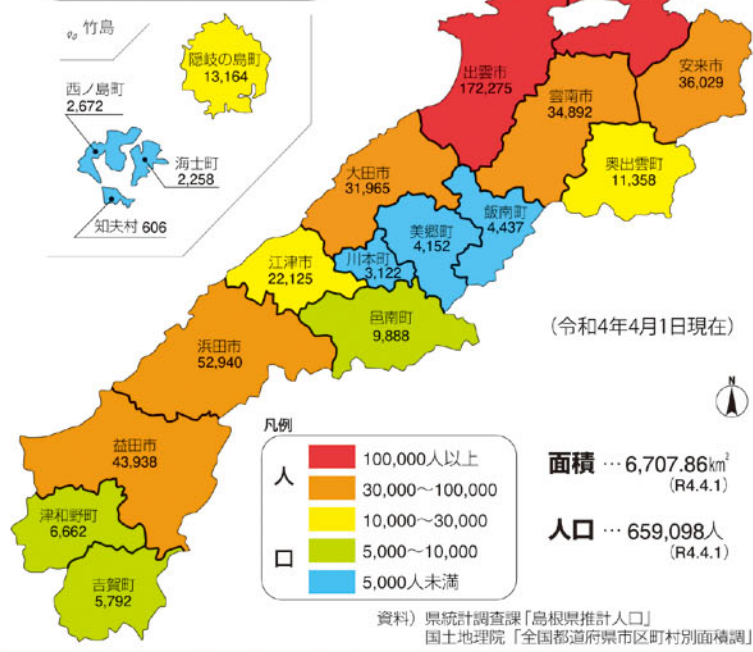 竹島
隠岐の島町
13,164
西ノ島町
2,672
海士町
2,258
知夫村 606
出雲市
172,275
安来市
36,029
雲南市
34,892
奥出雲町
11,358
大田市
31,965
飯南町
4,437
美郷町
4,152
川本町
3,122
江津市
22,125
邑南町
9,888
浜田市
52,940
(令和4年4月1日現在)
N
益田市
43,938
津和野町
6,662
吉賀町
5,792
凡例
人口
100,000人以上
30,000～100,000
10,000～30,000
5,000～10,000
5,000人未満
面積 … 6,707.86㎢
(R4.4.1)
人口 … 659,098人
(R4.4.1)
資料) 県統計調査課「島根県推計人口」
国土地理院「全国都道府県市区町村別面積調」